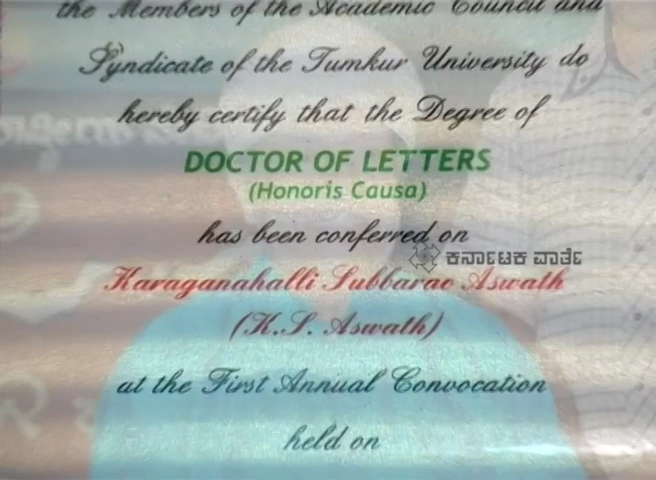 the Members of the Academic Council and
Syndicate of the Tumkur University do
hereby certify that the Degree of
DOCTOR OF LETTERS
(Honoris Causa)
has been conferred on
ಕರ್ನಾಟಕ ವಾರ್ತೆ
Karaganahalli Subbarao Aswath
(K.S. Aswath)
at the First Annual Convocation
held on